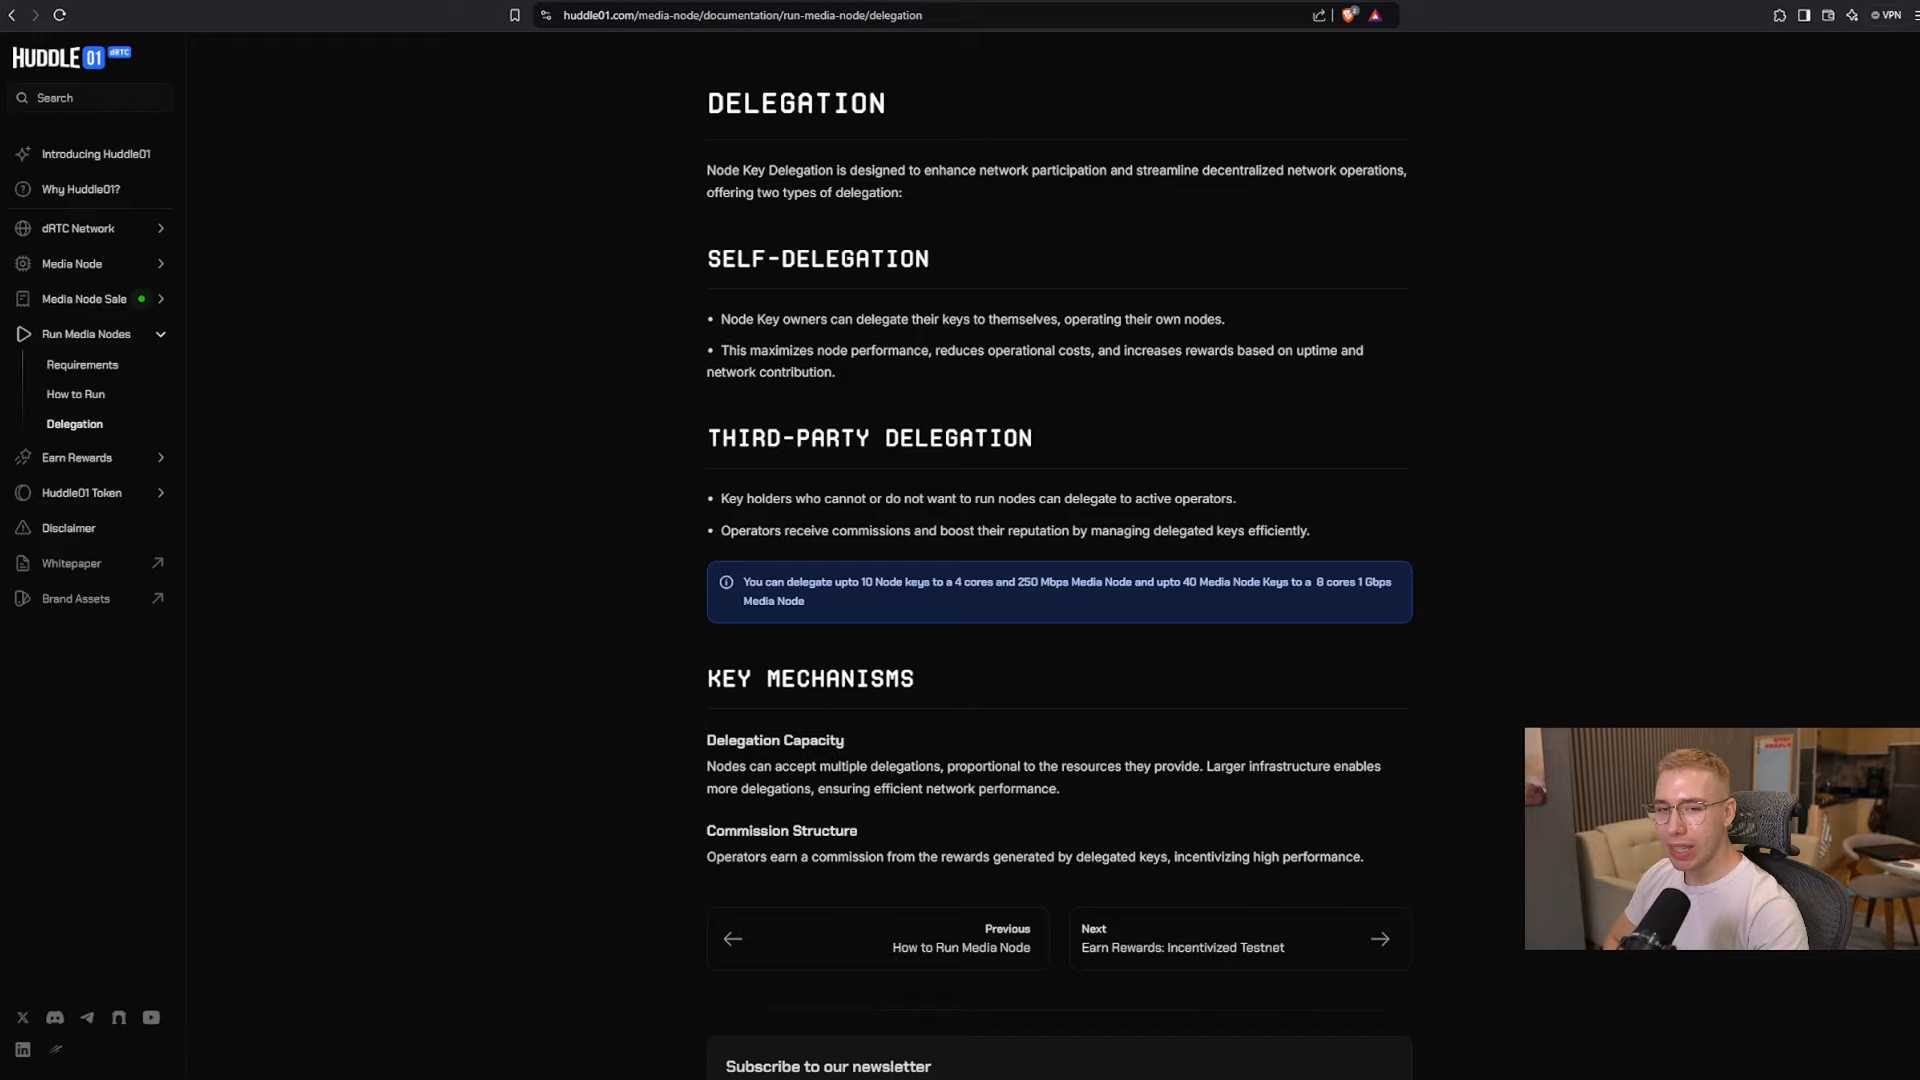 huddle01.com/media-node/documentation/run-media-node/delegation
2
VPN
HUDDLE 01 dRTC
Search
Introducing Huddle01
Why Huddle01?
dRTC Network
Media Node
Media Node Sale
Run Media Nodes
Requirements
How to Run
Delegation
Earn Rewards
Huddle01 Token
Disclaimer
Whitepaper
Brand Assets
DELEGATION
Node Key Delegation is designed to enhance network participation and streamline decentralized network operations,
offering two types of delegation:
SELF-DELEGATION
• Node Key owners can delegate their keys to themselves, operating their own nodes.
• This maximizes node performance, reduces operational costs, and increases rewards based on uptime and
network contribution.
THIRD-PARTY DELEGATION
• Key holders who cannot or do not want to run nodes can delegate to active operators.
• Operators receive commissions and boost their reputation by managing delegated keys efficiently.
You can delegate upto 10 Node keys to a 4 cores and 250 Mbps Media Node and upto 40 Media Node Keys to a 8 cores 1 Gbps
Media Node
KEY MECHANISMS
Delegation Capacity
Nodes can accept multiple delegations, proportional to the resources they provide. Larger infrastructure enables
more delegations, ensuring efficient network performance.
Commission Structure
Operators earn a commission from the rewards generated by delegated keys, incentivizing high performance.
Previous
How to Run Media Node
Next
Earn Rewards: Incentivized Testnet
Subscribe to our newsletter